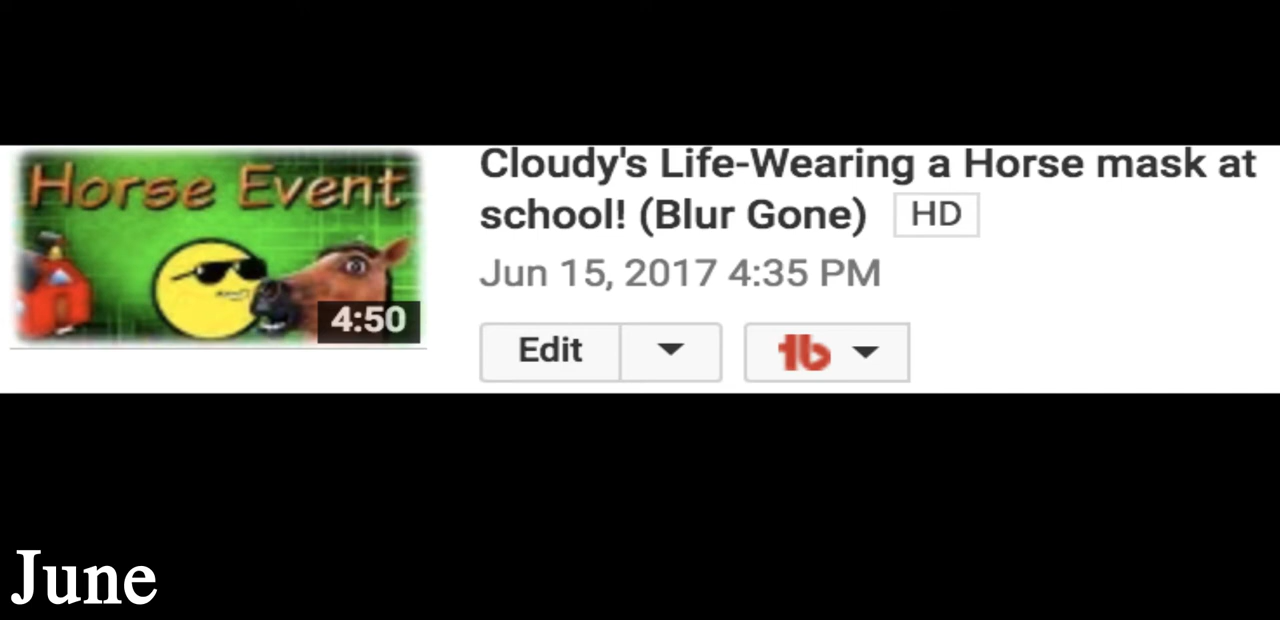 Horse Event
4:50
Cloudy's Life-Wearing a Horse mask at
school! (Blur Gone) HD
Jun 15, 2017 4:35 PM
Edit
tb
June